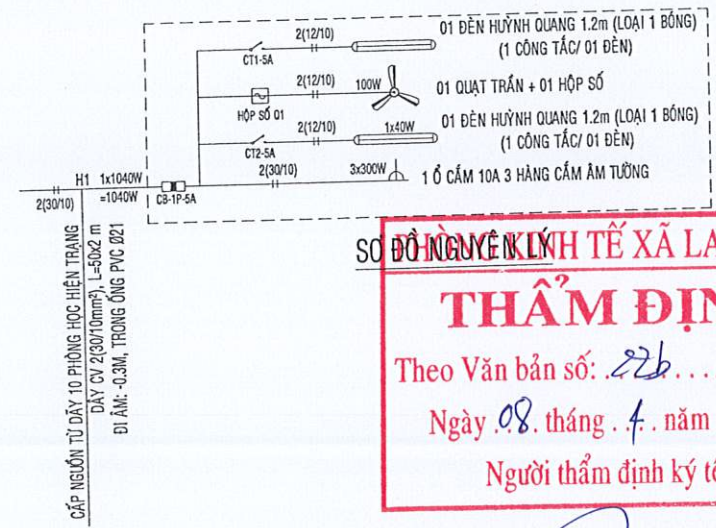 2(12/10)
01 ĐÈN HUỲNH QUANG 1.2m (LOẠI 1 BÓNG)
(1 CÔNG TẮC/ 01 ĐÈN)
CT1-5A
2(12/10)
100W
01 QUẠT TRẦN + 01 HỘP SỐ
HỘP SỐ 01
2(12/10)
1x40W
01 ĐÈN HUỲNH QUANG 1.2m (LOẠI 1 BÓNG)
(1 CÔNG TẮC/ 01 ĐÈN)
CT2-5A
2(30/10)
3x300W
1 Ổ CẮM 10A 3 HÀNG CẮM ÂM TƯỜNG
H1
1x1040W
=1040W
2(30/10)
CB-1P-5A
CẤP NGUỒN TỪ DÃY 10 PHÒNG HỌC HIỆN TRẠNG
DÂY CV 2(30/10mm²), L=50x2 m
ĐI ÂM: -0,3M, TRONG ỐNG PVC Ø21
SƠ ĐỒ NGUYÊN LÝ
PHÒNG KINH TẾ XÃ LA
THẨM ĐỊN
Theo Văn bản số: 22b....
Ngày 08. tháng .4. năm
Người thẩm định ký tê